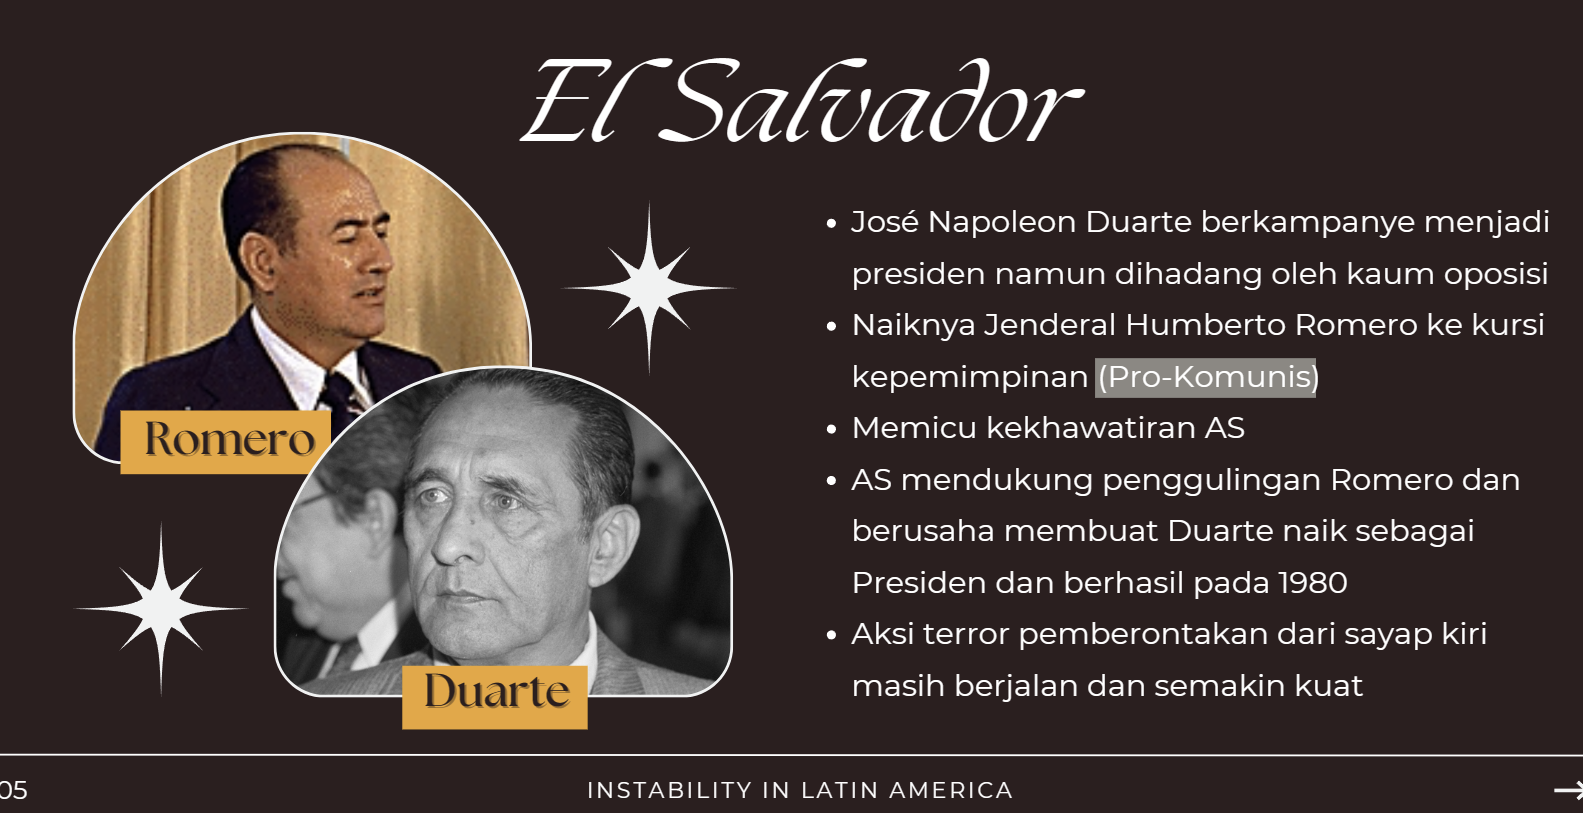 El Salvador
José Napoleon Duarte berkampanye menjadi
presiden namun dihadang oleh kaum oposisi
Naiknya Jenderal Humberto Romero ke kursi
kepemimpinan (Pro-Komunis)
Memicu kekhawatiran AS
AS mendukung penggulingan Romero dan
berusaha membuat Duarte naik sebagai
Presiden dan berhasil pada 1980
Aksi terror pemberontakan dari sayap kiri
masih berjalan dan semakin kuat
Romero
Duarte
05
INSTABILITY IN LATIN AMERICA